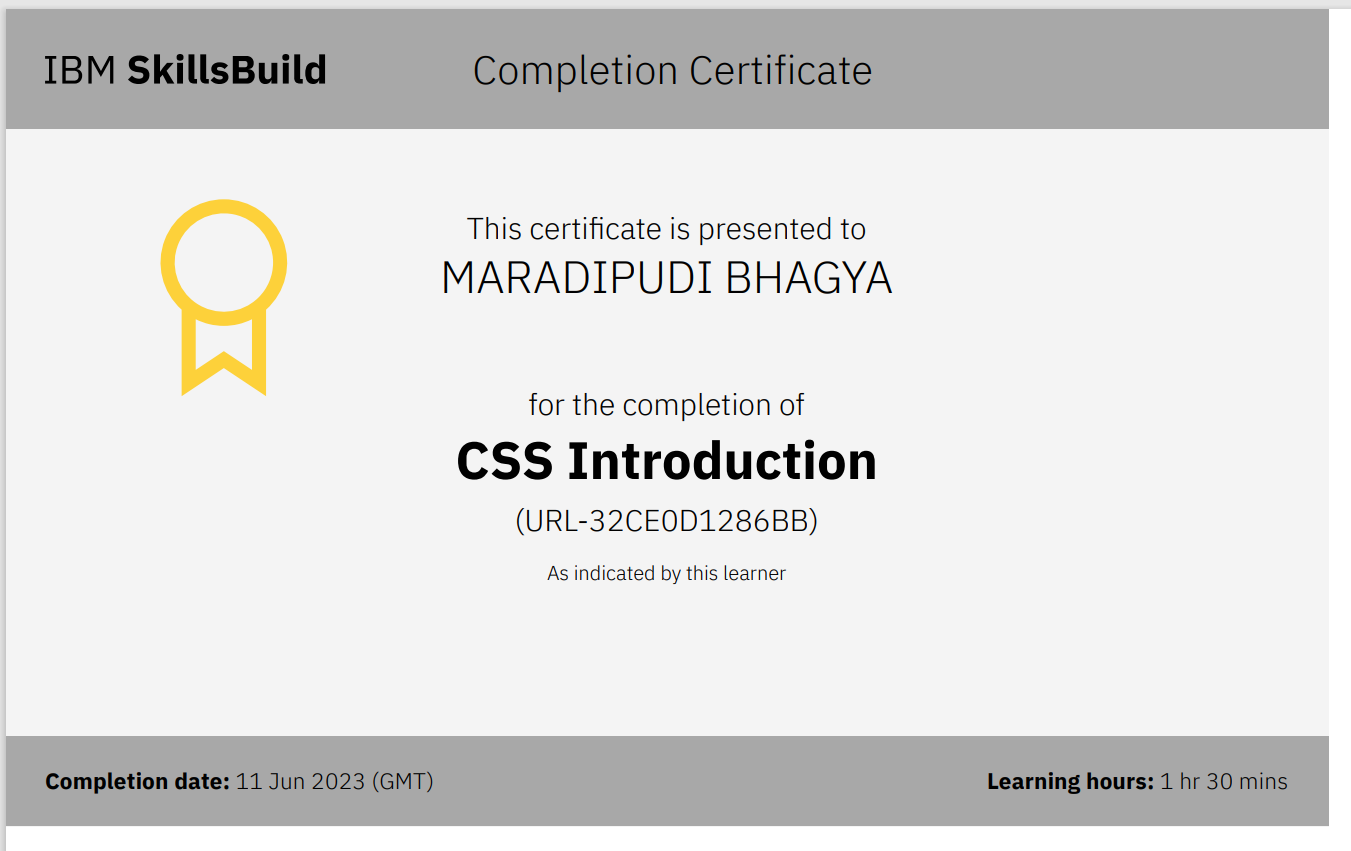 IBM SkillsBuild
Completion Certificate
This certificate is presented to
MARADIPUDI BHAGYA
for the completion of
CSS Introduction
(URL-32CE0D1286BB)
As indicated by this learner
Completion date: 11 Jun 2023 (GMT)
Learning hours: 1 hr 30 mins